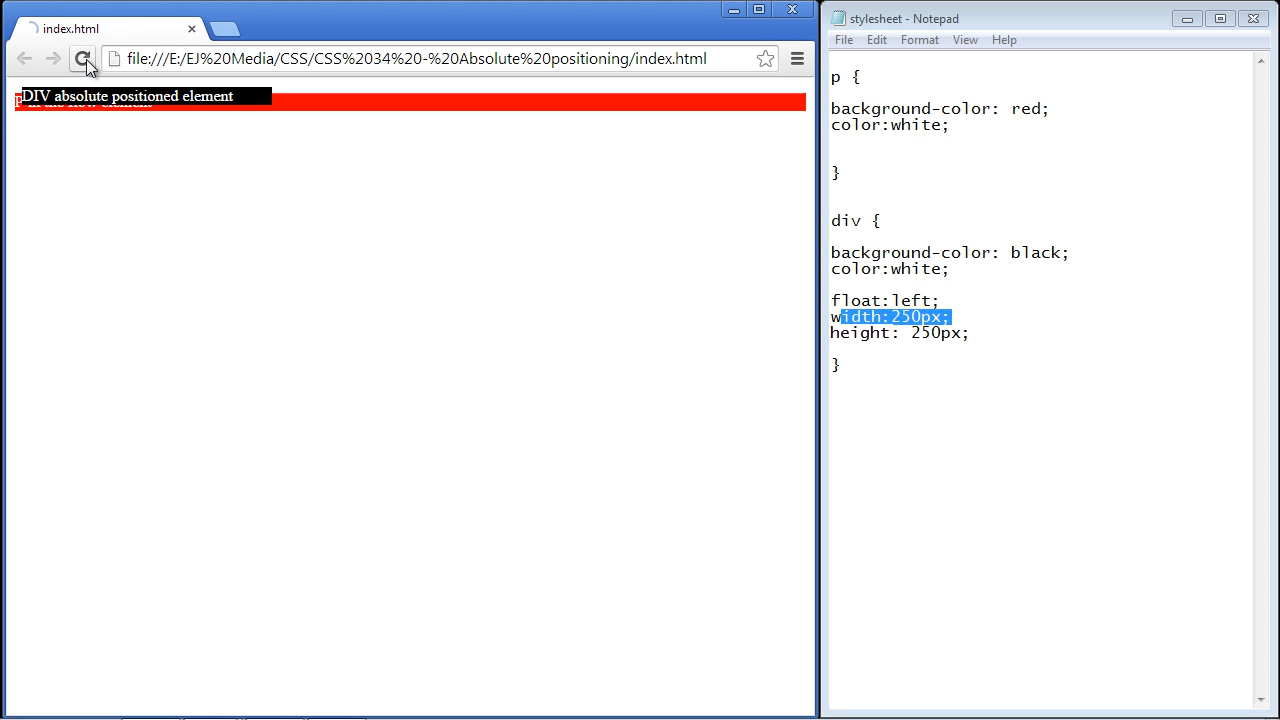 index.html
file:///E:/EJ%20Media/CSS/CSS%2034%20-%20Absolute%20positioning/index.html
DIV absolute positioned element
P
element
stylesheet - Notepad
File Edit Format View Help
p {
background-color: red;
color:white;
}
div {
background-color: black;
color:white;
float:left;
width:250px;
height: 250px;
}